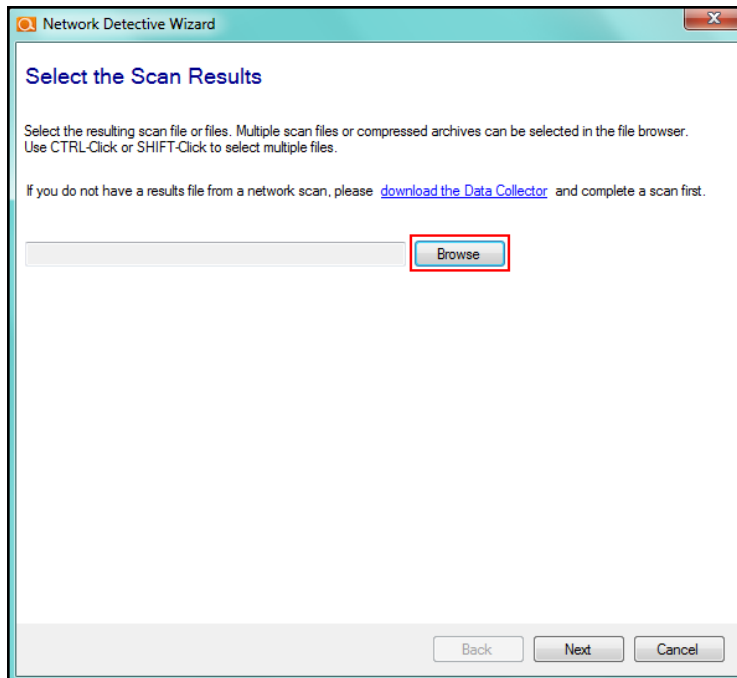 Network Detective Wizard
X
Select the Scan Results
Select the resulting scan file or files. Multiple scan files or compressed archives can be selected in the file browser.
Use CTRL-Click or SHIFT-Click to select multiple files.
If you do not have a results file from a network scan, please download the Data Collector and complete a scan first.
Browse
Back Next Cancel